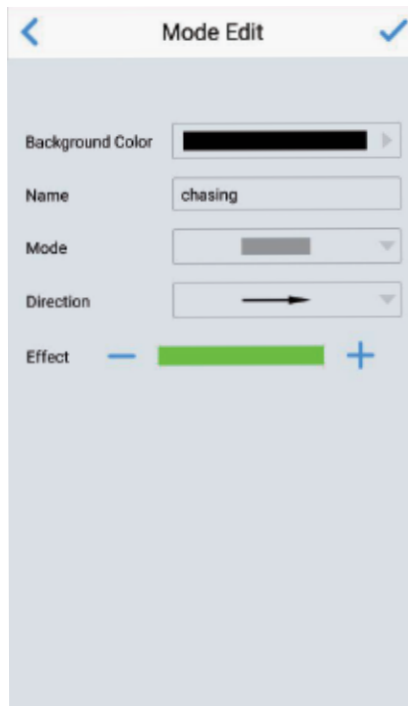 Mode Edit
Background Color
Name
chasing
Mode
Direction
Effect